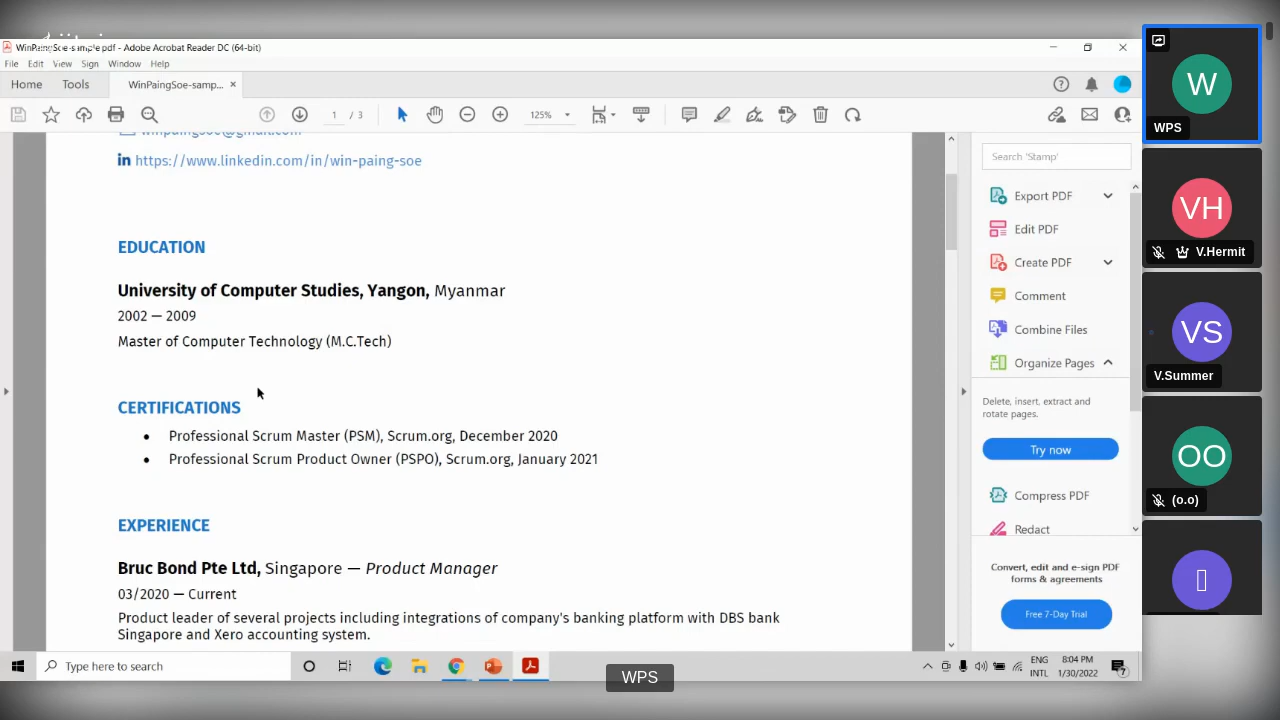 WinPaingSoe-sample.pdf - Adobe Acrobat Reader DC (64-bit)
File Edit View Sign Window Help
Home Tools WinPaingSoe-samp... ×
1 / 3 125%
winpaingsoe@gmail.com
in https://www.linkedin.com/in/win-paing-soe
EDUCATION
University of Computer Studies, Yangon, Myanmar
2002 — 2009
Master of Computer Technology (M.C.Tech)
CERTIFICATIONS
• Professional Scrum Master (PSM), Scrum.org, December 2020
• Professional Scrum Product Owner (PSPO), Scrum.org, January 2021
EXPERIENCE
Bruc Bond Pte Ltd, Singapore — Product Manager
03/2020 — Current
Product leader of several projects including integrations of company's banking platform with DBS bank
Singapore and Xero accounting system.
Search 'Stamp'
Export PDF
Edit PDF
Create PDF
Comment
Combine Files
Organize Pages
Delete, insert, extract and
rotate pages.
Try now
Compress PDF
Redact
Convert, edit and e-sign PDF
forms & agreements
Free 7-Day Trial
Type here to search
ENG
INTL
8:04 PM
1/30/2022
7
WPS
W
WPS
VH
V.Hermit
VS
V.Summer
OO
(o.o)